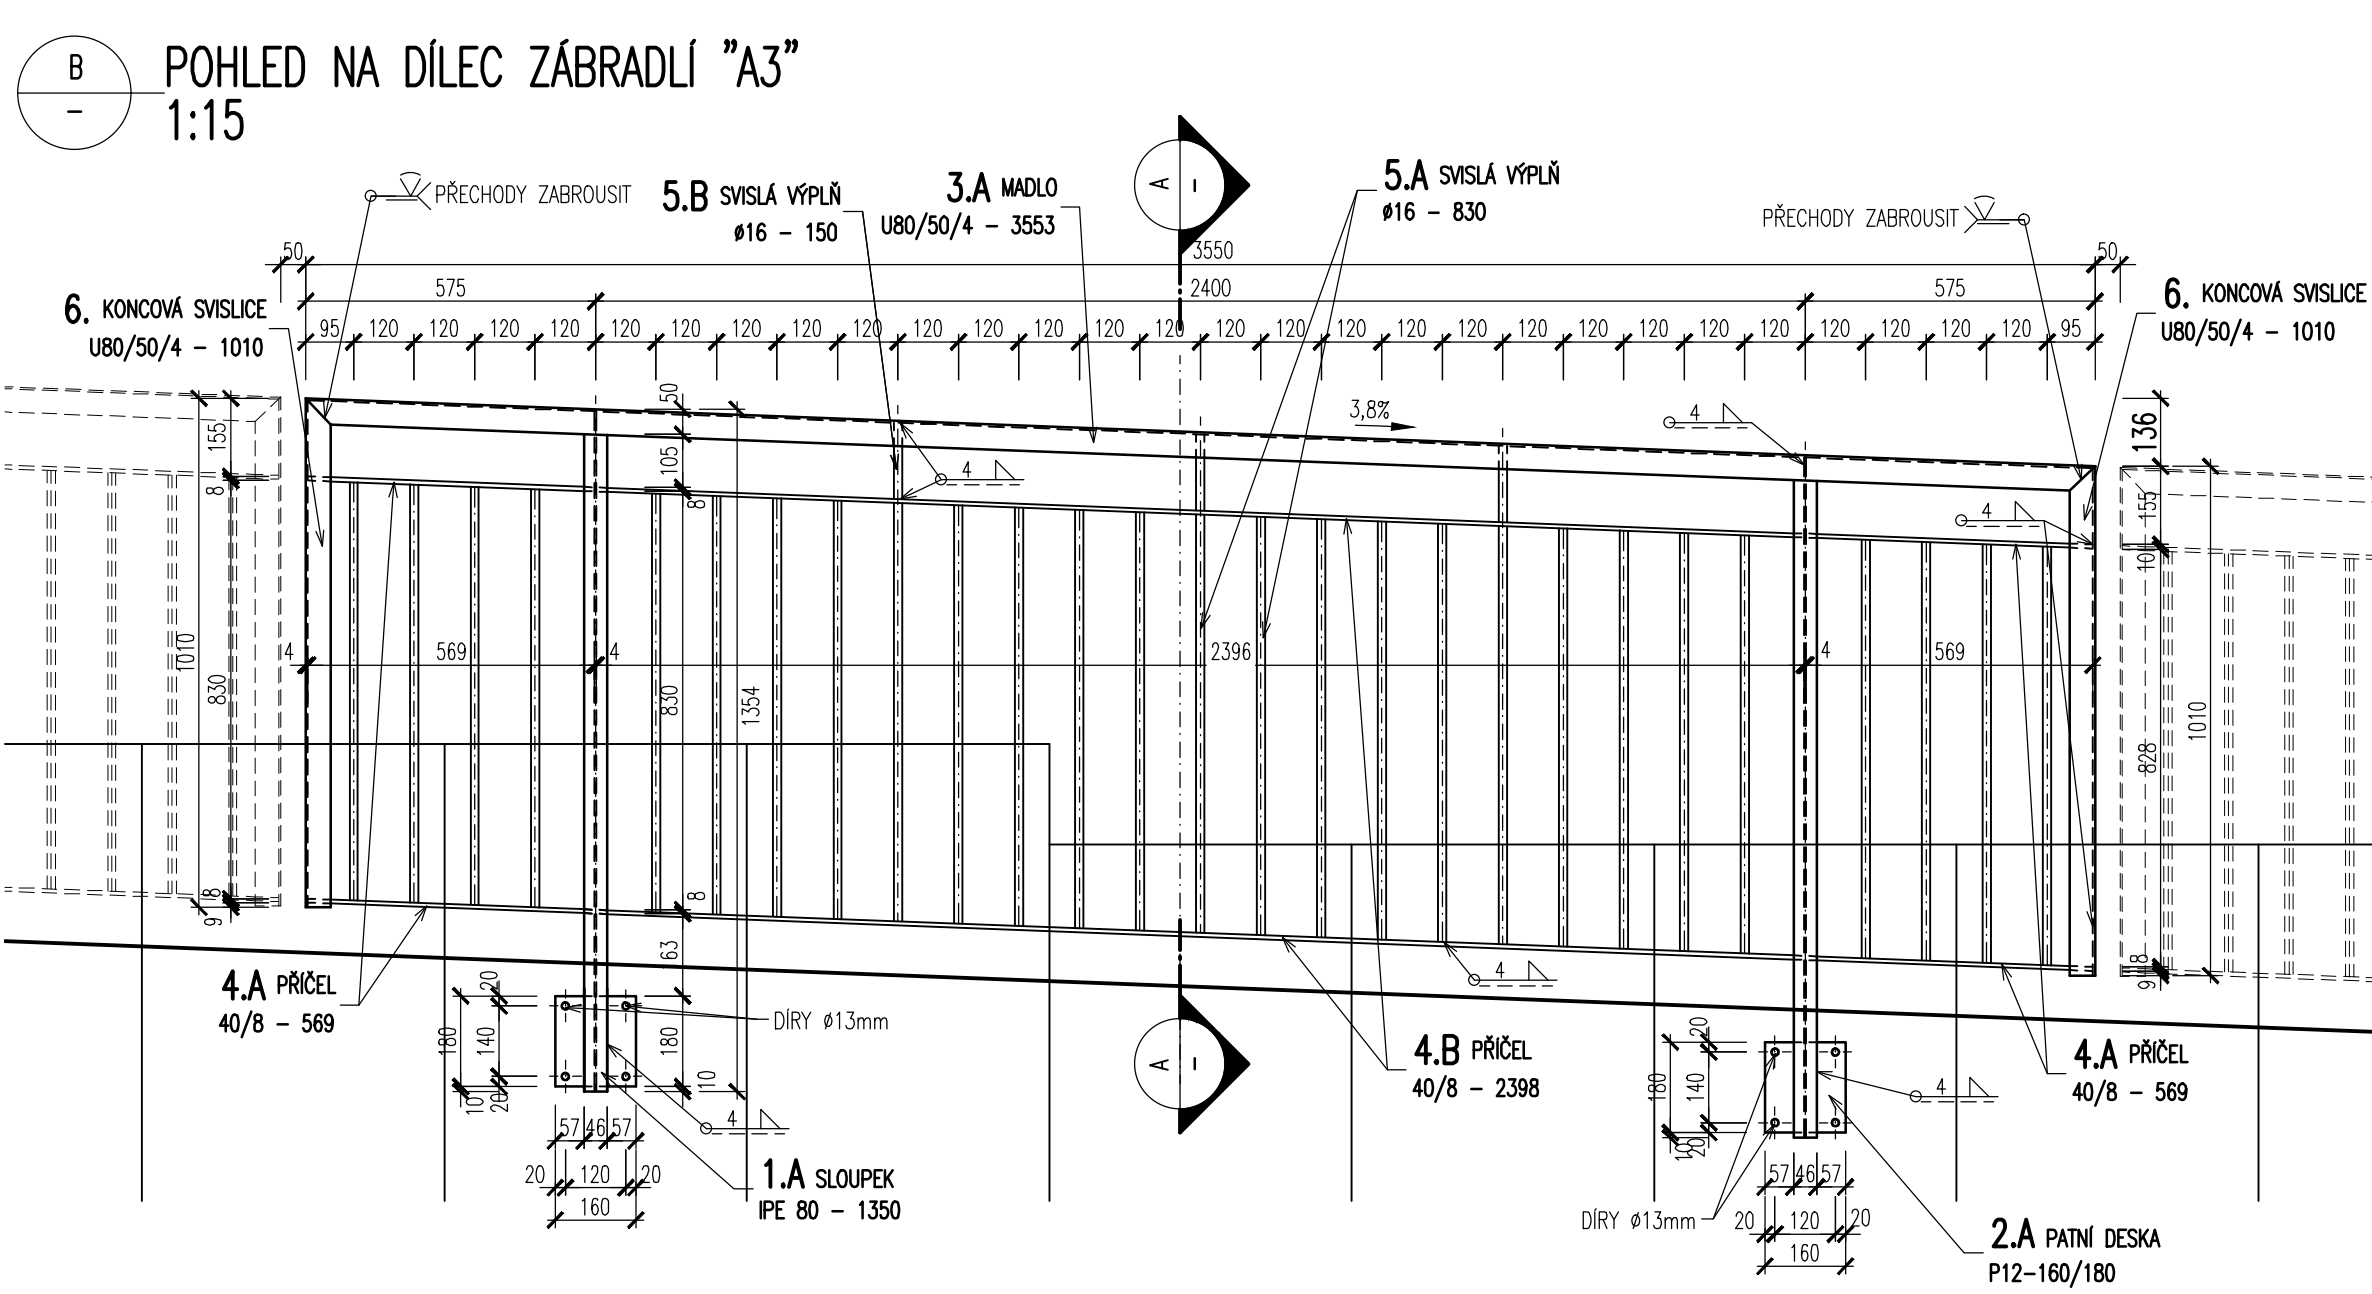 B
–
POHLED NA DÍLEC ZÁBRADLÍ "A3"
1:15
PŘECHODY ZABROUSIT
5.B SVISLÁ VÝPLŇ
ø16 – 150
3.A MADLO
U80/50/4 – 3553
A
–
5.A SVISLÁ VÝPLŇ
ø16 – 830
PŘECHODY ZABROUSIT
50
3550
50
6. KONCOVÁ SVISLICE
U80/50/4 – 1010
575
2400
575
6. KONCOVÁ SVISLICE
U80/50/4 – 1010
95 120 120 120 120 120 120 120 120 120 120 120 120 120 120 120 120 120 120 120 120 120 120 120 120 120 120 120 120 95
155
8
50
105
8
3,8%
4
4
4
136
155
10
1010
830
4
569
4
2396
4
569
830
1354
1010
828
8
9
8
163
8
9
4.A PŘÍČEL
40/8 – 569
180
10
20
140
20
DÍRY ø13mm
180
10
4
57 46 57
20 120 20
160
1.A SLOUPEK
IPE 80 – 1350
A
–
4
4.B PŘÍČEL
40/8 – 2398
4.A PŘÍČEL
40/8 – 569
180
10
20
140
20
4
57 46 57
20 120 20
160
DÍRY ø13mm
2.A PATNÍ DESKA
P12–160/180